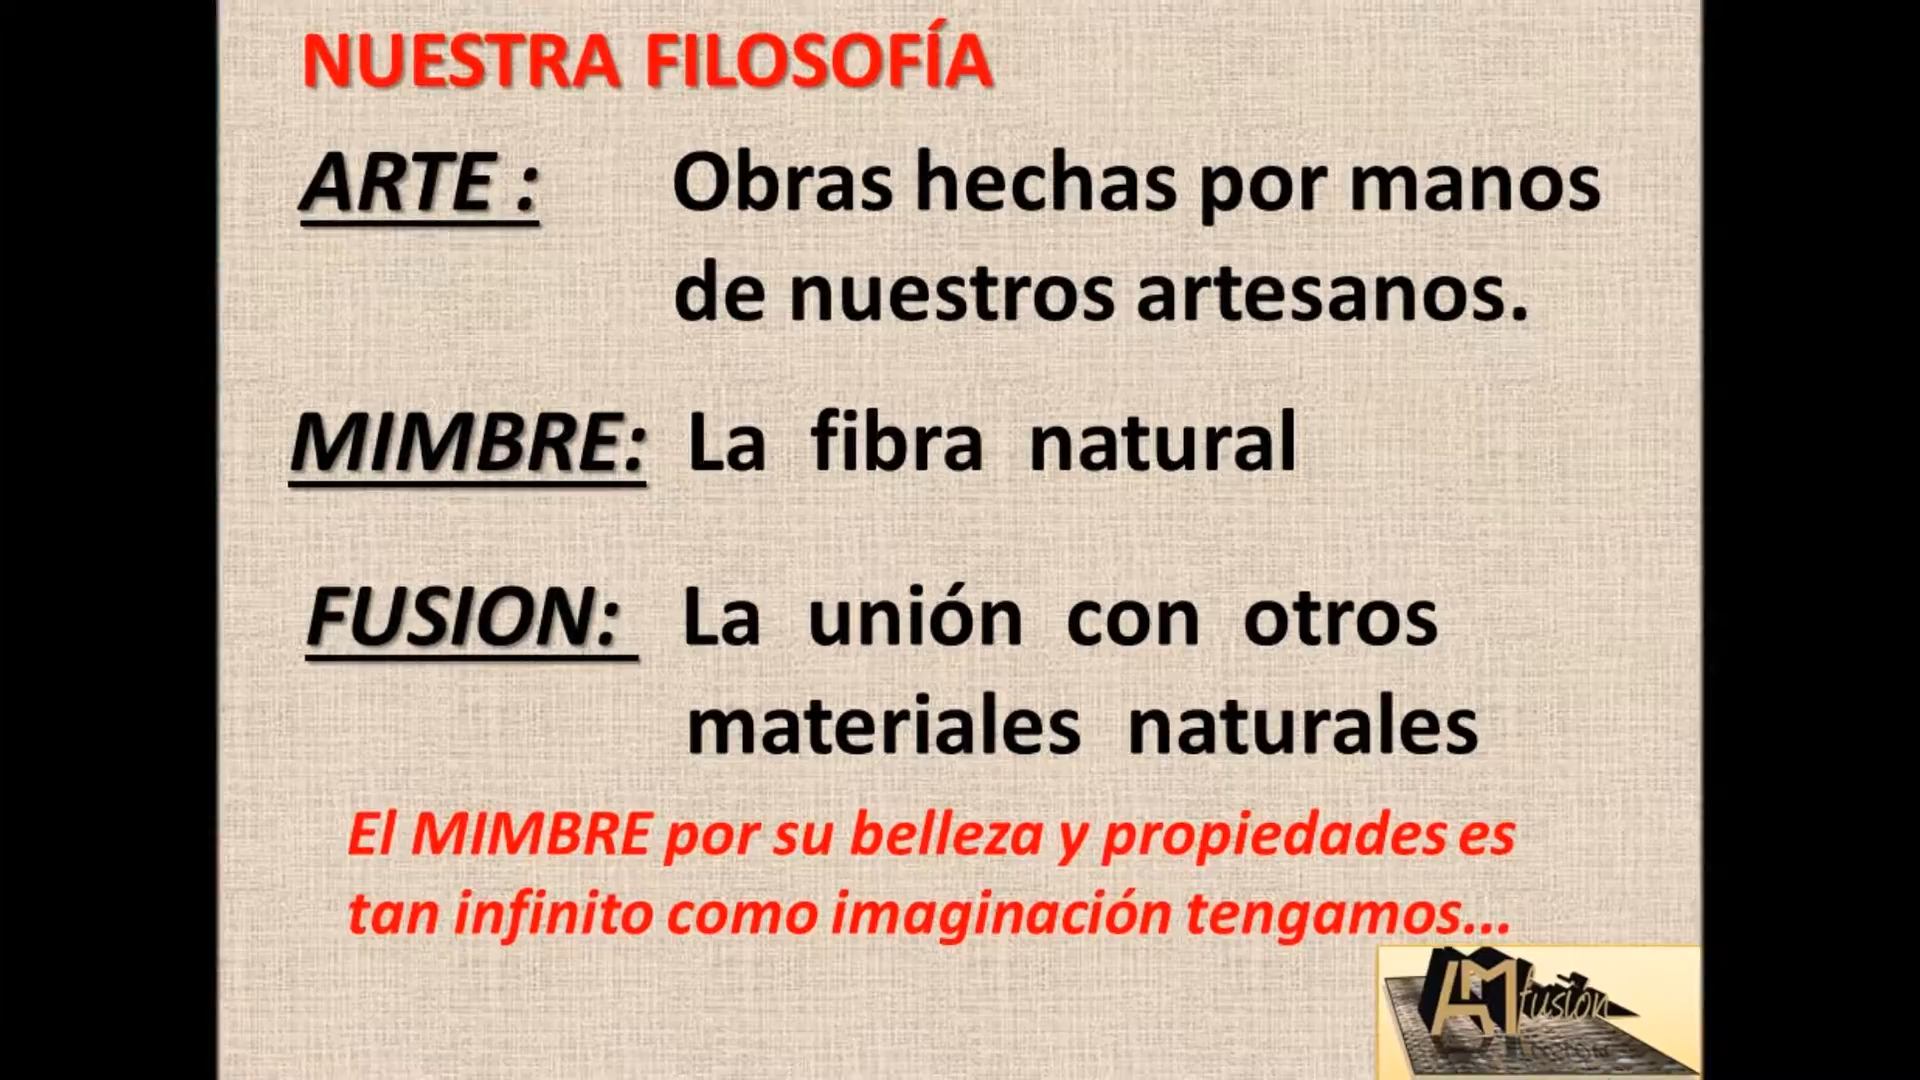 NUESTRA FILOSOFÍA
ARTE : Obras hechas por manos
de nuestros artesanos.
MIMBRE: La fibra natural
FUSION: La unión con otros
materiales naturales
El MIMBRE por su belleza y propiedades es
tan infinito como imaginación tengamos...
AM fusión